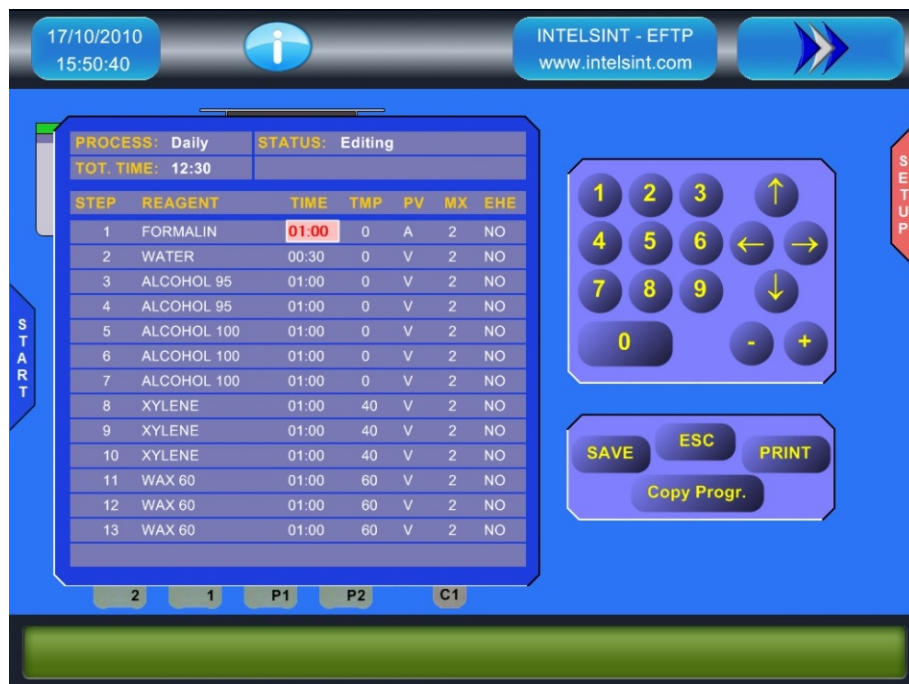 17/10/2010
15:50:40
i
INTELSINT - EFTP
www.intelsint.com
PROCESS: Daily STATUS: Editing
TOT. TIME: 12:30
STEP REAGENT TIME TMP PV MX EHE
1 FORMALIN 01:00 0 A 2 NO
2 WATER 00:30 0 V 2 NO
3 ALCOHOL 95 01:00 0 V 2 NO
4 ALCOHOL 95 01:00 0 V 2 NO
5 ALCOHOL 100 01:00 0 V 2 NO
6 ALCOHOL 100 01:00 0 V 2 NO
7 ALCOHOL 100 01:00 0 V 2 NO
8 XYLENE 01:00 40 V 2 NO
9 XYLENE 01:00 40 V 2 NO
10 XYLENE 01:00 40 V 2 NO
11 WAX 60 01:00 60 V 2 NO
12 WAX 60 01:00 60 V 2 NO
13 WAX 60 01:00 60 V 2 NO
2 1 P1 P2 C1
START
1 2 3 ↑
4 5 6 ← →
7 8 9 ↓
0 - +
SAVE ESC PRINT
Copy Progr.
SETUP